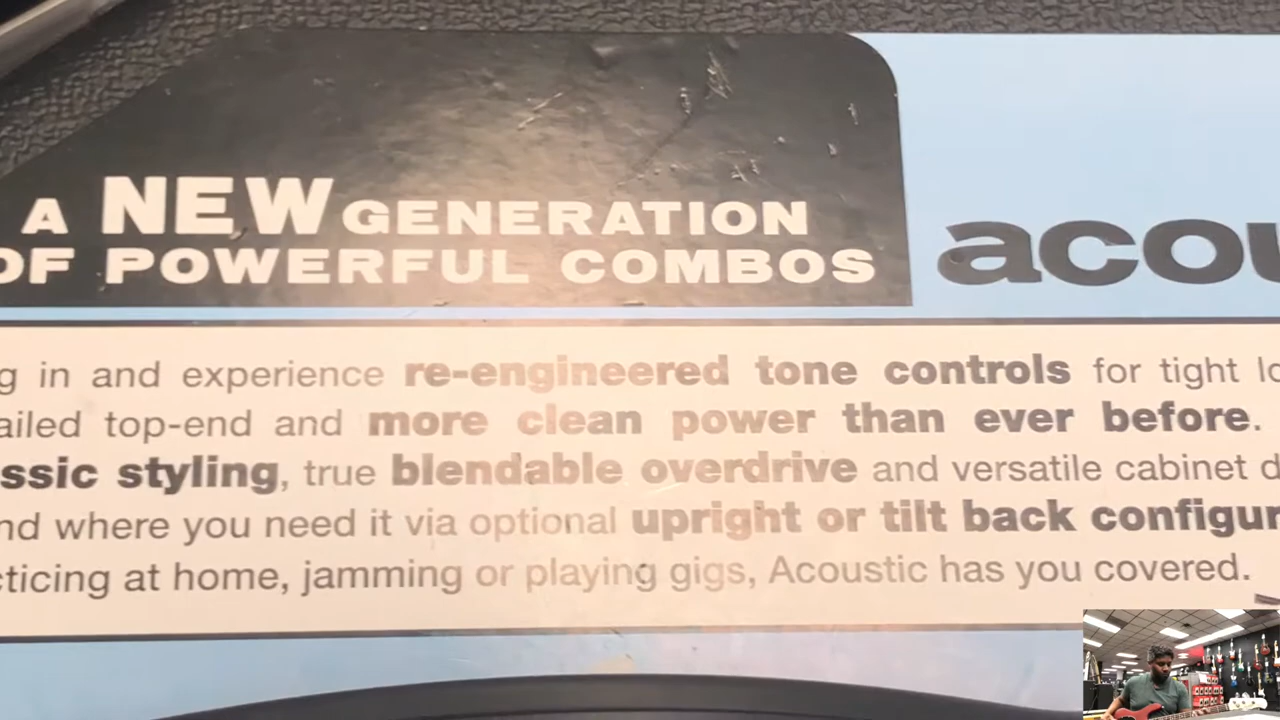 A NEW GENERATION
OF POWERFUL COMBOS
acou
g in and experience re-engineered tone controls for tight lo
ailed top-end and more clean power than ever before.
ssic styling, true blendable overdrive and versatile cabinet d
nd where you need it via optional upright or tilt back configur
cticing at home, jamming or playing gigs, Acoustic has you covered.